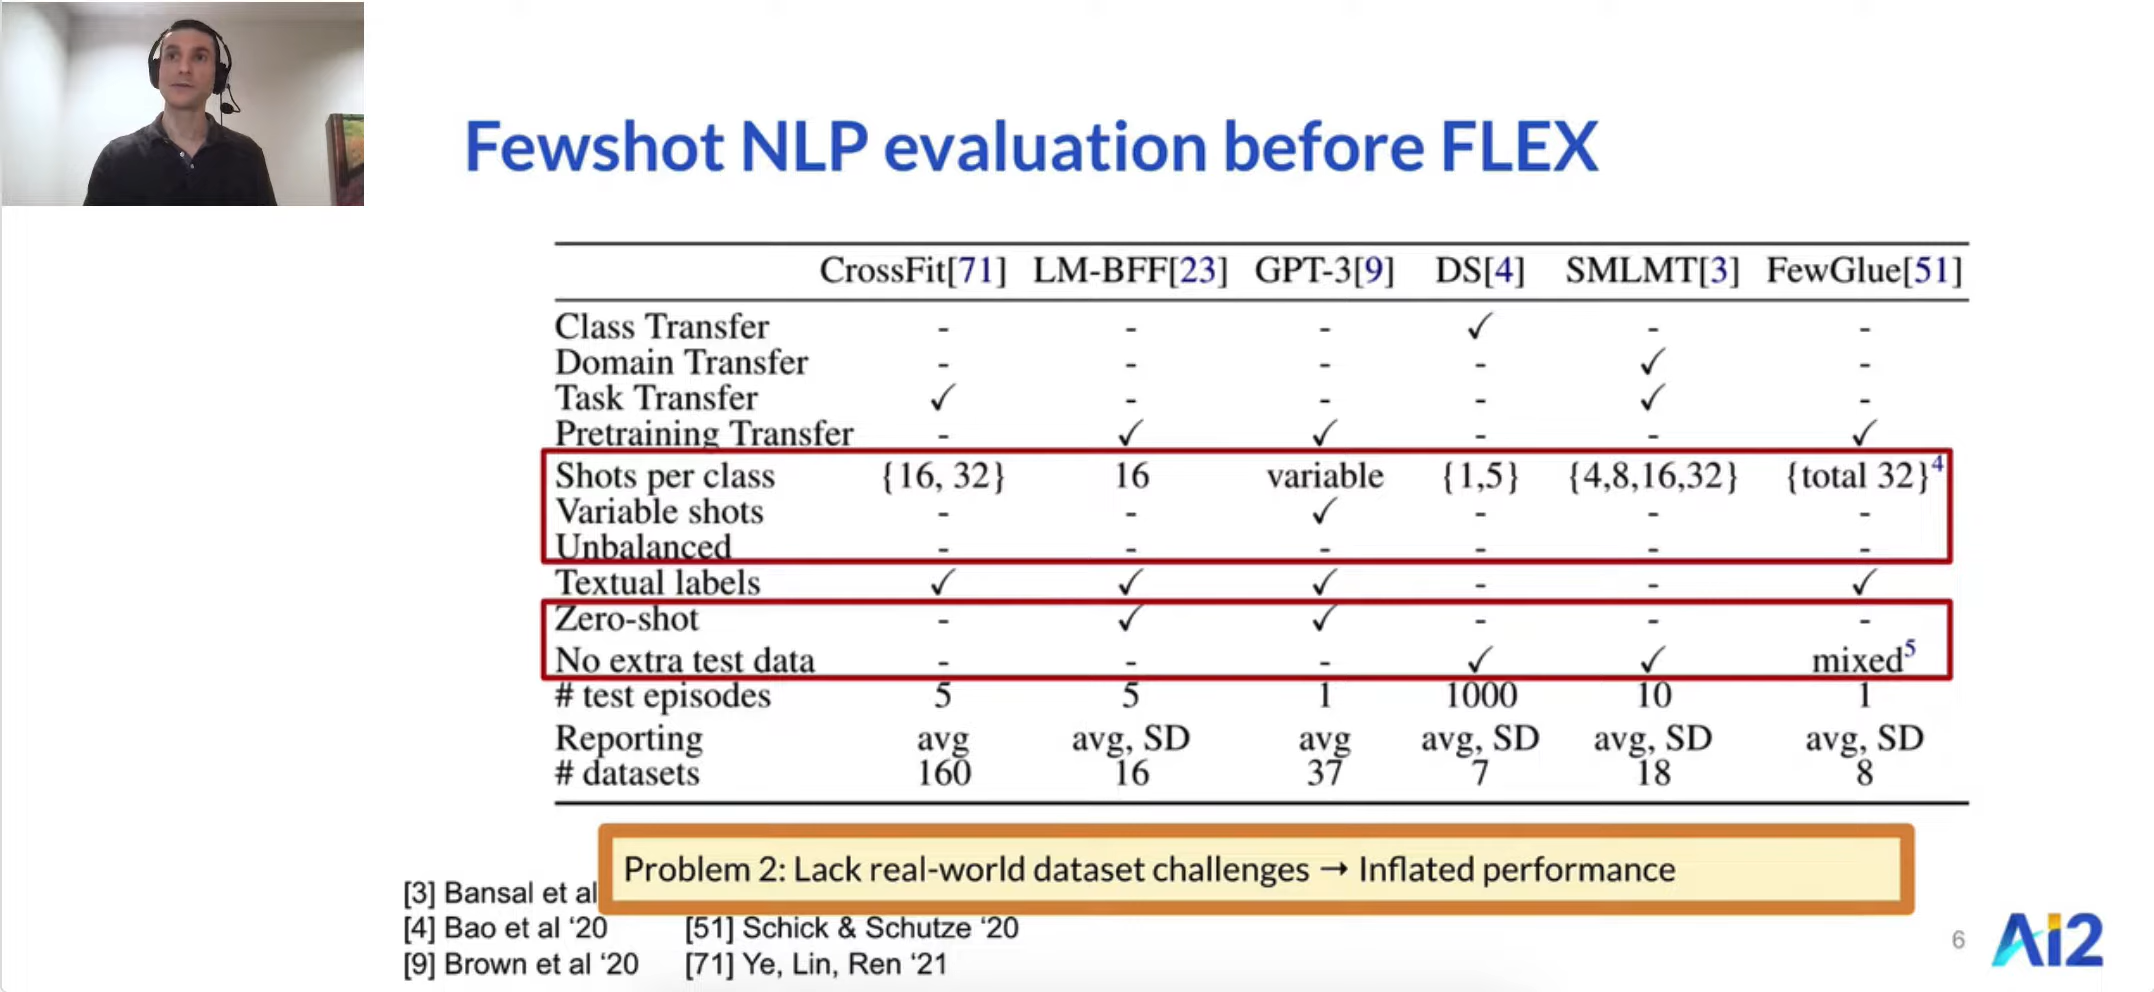 Fewshot NLP evaluation before FLEX
CrossFit[71] LM-BFF[23] GPT-3[9] DS[4] SMLMT[3] FewGlue[51]
Class Transfer - - - ✓ - -
Domain Transfer - - - - ✓ -
Task Transfer ✓ - - - ✓ -
Pretraining Transfer - ✓ ✓ - - ✓
Shots per class {16, 32} 16 variable {1,5} {4,8,16,32} {total 32}4
Variable shots - - ✓ - - -
Unbalanced - - - - - -
Textual labels ✓ ✓ ✓ - - ✓
Zero-shot - ✓ ✓ - - -
No extra test data - - - ✓ ✓ mixed5
# test episodes 5 5 1 1000 10 1
Reporting avg avg, SD avg avg, SD avg, SD avg, SD
# datasets 160 16 37 7 18 8
Problem 2: Lack real-world dataset challenges → Inflated performance
[3] Bansal et al
[4] Bao et al ‘20 [51] Schick & Schutze ‘20
[9] Brown et al ‘20 [71] Ye, Lin, Ren ‘21
6
Ai2